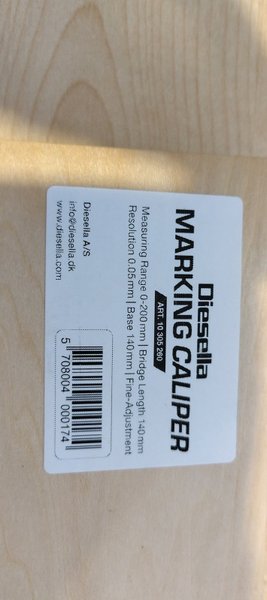 Diesella
MARKING CALIPER
ART. 10 305 260
Measuring Range 0-200mm | Bridge Length 140mm
Resolution 0.05mm | Base 140mm | Fine-Adjustment
Diesella A/S
info@diesella.dk
www.diesella.com
5 708004 000174